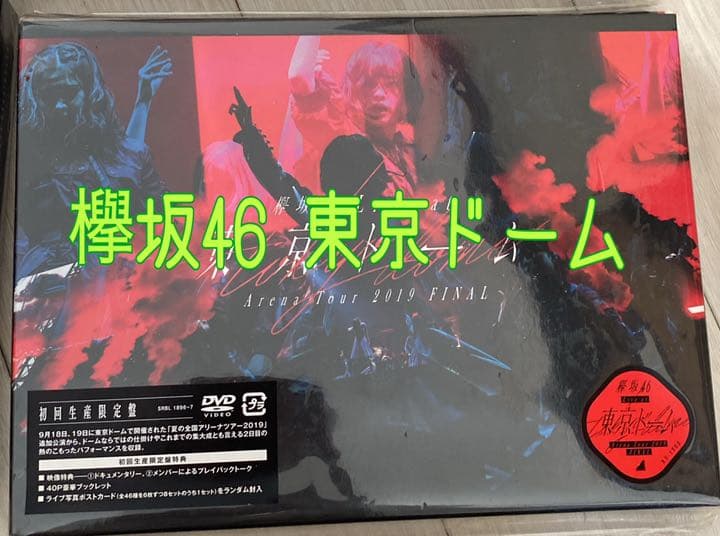 欅坂46 東京ドーム
Arena Tour 2019 FINAL
初回生産限定盤
SRBL 1896~7
DVD
VIDEO
9月18日、19日に東京ドームで開催された「夏の全国アリーナツアー2019」
追加公演から、ドームならではの仕掛けやこれまでの集大成とも言える2日目の
熱のこもったパフォーマンスを収録。
初回生産限定盤特典
■ 映像特典――①ドキュメンタリー、②メンバーによるプレイバックトーク
■ 40P豪華ブックレット
■ ライブ写真ポストカード(全46種を6枚ずつ8セットのうち1セット)をランダム封入
欅坂46
Live at
東京ドーム
Arena Tour 2019
FINAL